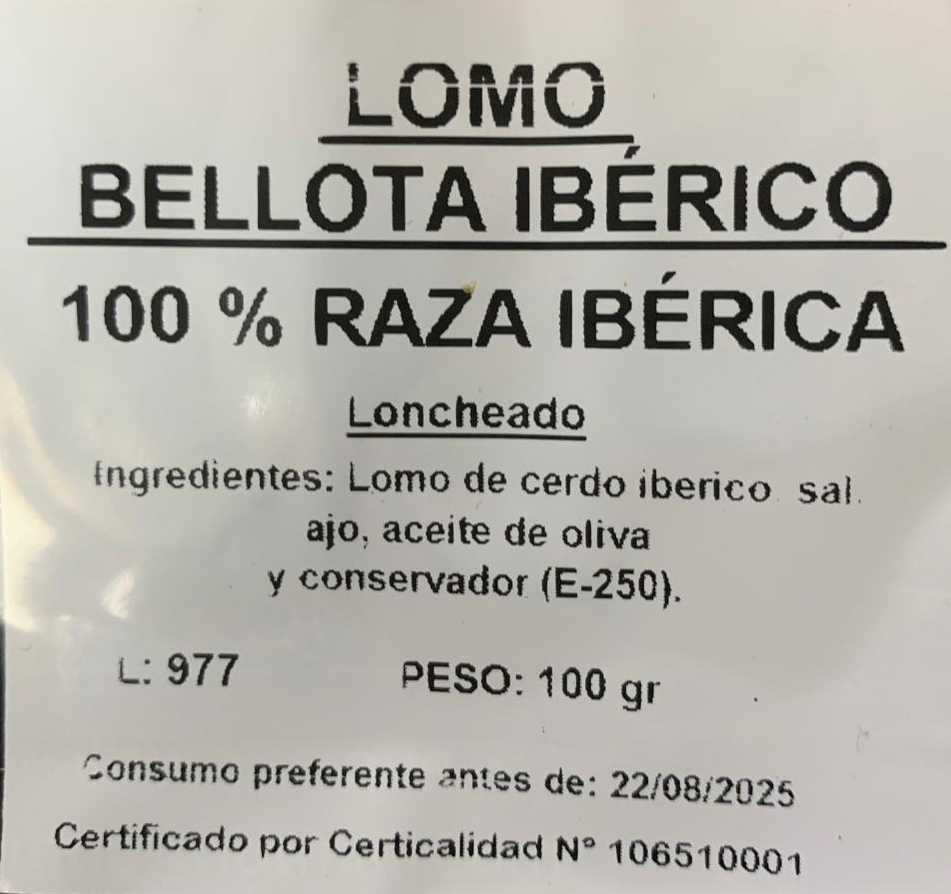 LOMO
BELLOTA IBÉRICO
100 % RAZA IBÉRICA
Loncheado
Ingredientes: Lomo de cerdo iberico sal.
ajo, aceite de oliva
y conservador (E-250).
L: 977 PESO: 100 gr
Consumo preferente antes de: 22/08/2025
Certificado por Certicalidad Nº 106510001